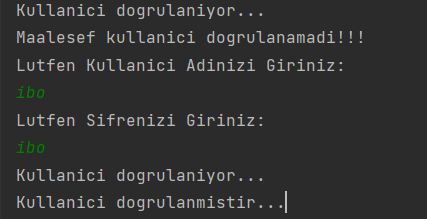 Kullanici dogrulaniyor...
Maalesef kullanici dogrulanamadi!!!
Lutfen Kullanici Adinizi Giriniz:
ibo
Lutfen Sifrenizi Giriniz:
ibo
Kullanici dogrulaniyor...
Kullanici dogrulanmistir...